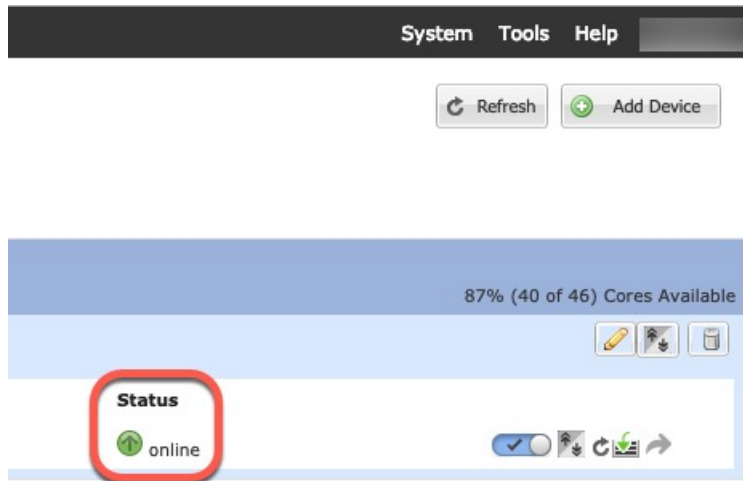 System Tools Help
Refresh Add Device
87% (40 of 46) Cores Available
Status
online